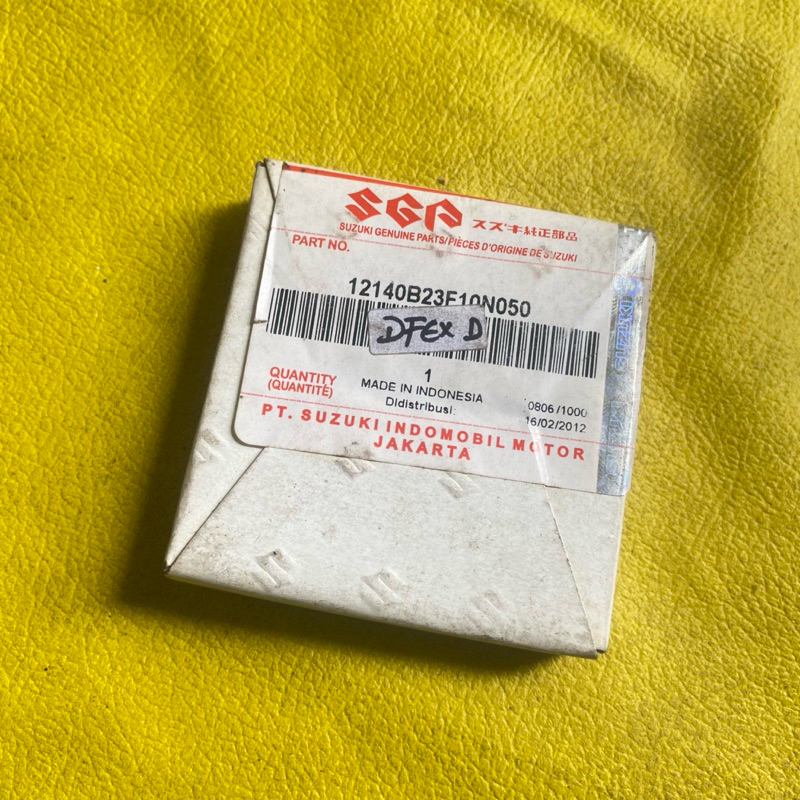 SGP スズキ純正部品
SUZUKI GENUINE PARTS/PIÈCES D'ORIGINE DE SUZUKI
PART NO.
12140B23F10N050
DFEX D
QUANTITY
(QUANTITÉ)
1
MADE IN INDONESIA
Didistribusi:
0806 /1000
16/02/2012
PT. SUZUKI INDOMOBIL MOTOR
JAKARTA
SUZUKI